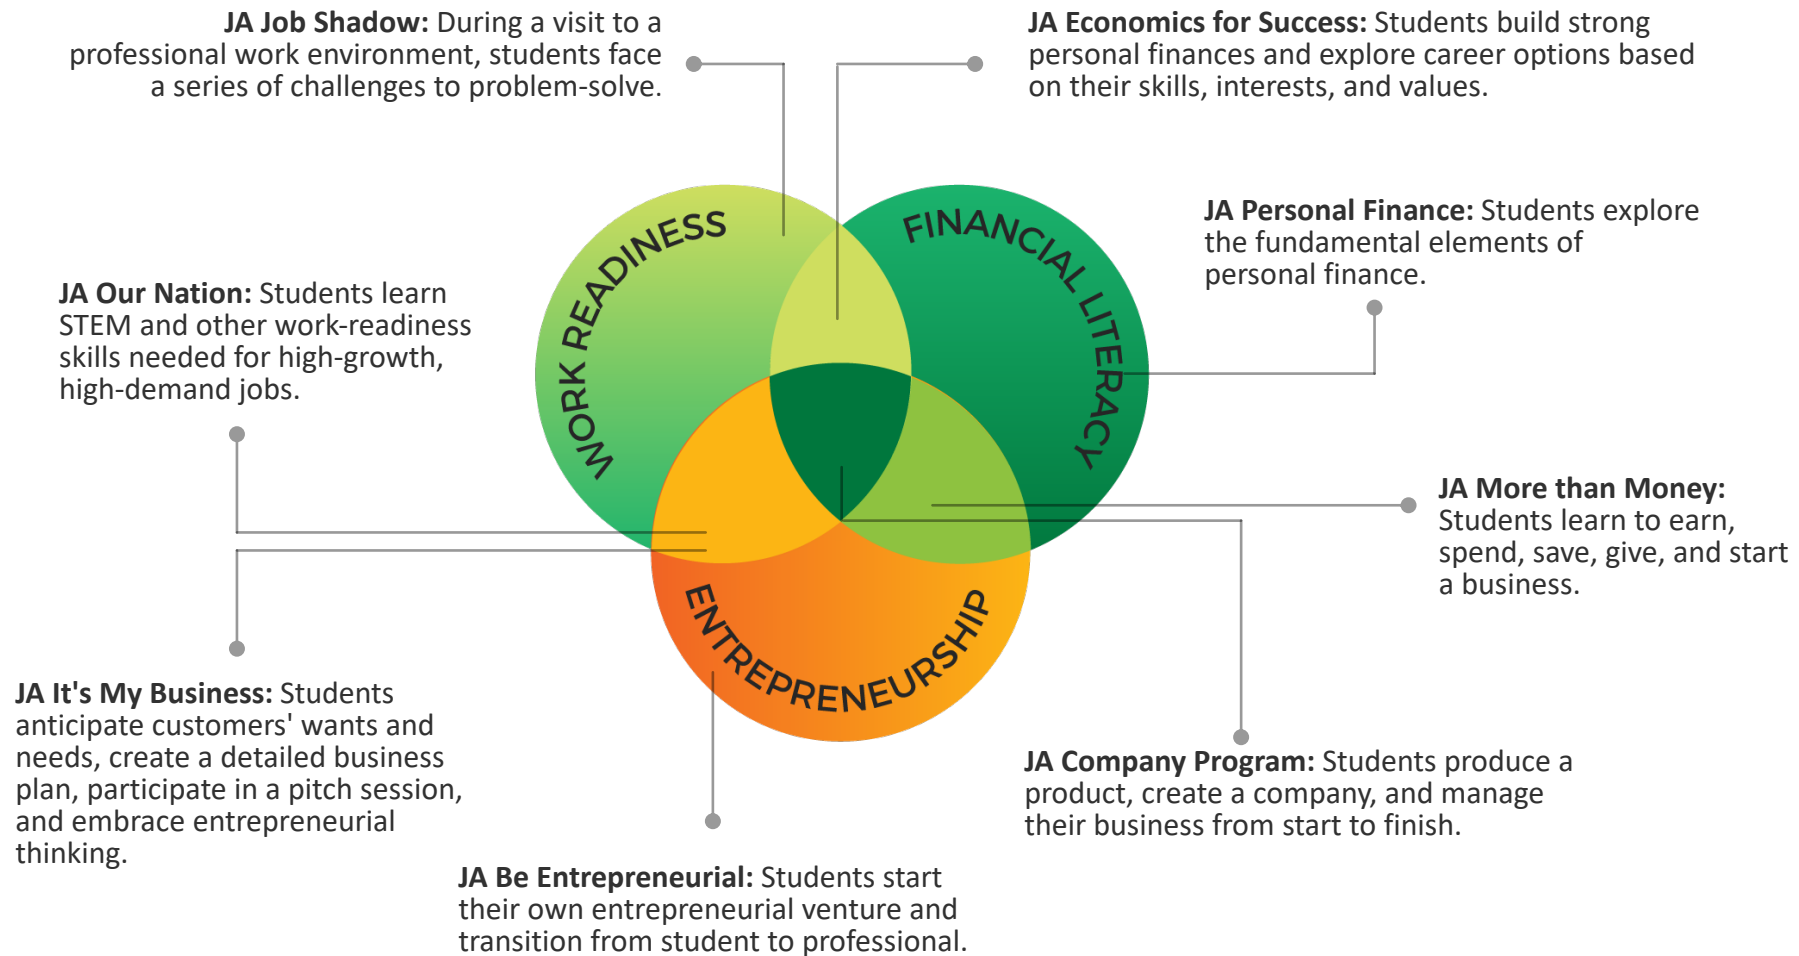 JA Job Shadow: During a visit to a
professional work environment, students face
a series of challenges to problem-solve.
JA Economics for Success: Students build strong
personal finances and explore career options based
on their skills, interests, and values.
JA Personal Finance: Students explore
the fundamental elements of
personal finance.
JA Our Nation: Students learn
STEM and other work-readiness
skills needed for high-growth,
high-demand jobs.
WORK READINESS
FINANCIAL LITERACY
ENTREPRENEURSHIP
JA More than Money:
Students learn to earn,
spend, save, give, and start
a business.
JA It's My Business: Students
anticipate customers' wants and
needs, create a detailed business
plan, participate in a pitch session,
and embrace entrepreneurial
thinking.
JA Company Program: Students produce a
product, create a company, and manage
their business from start to finish.
JA Be Entrepreneurial: Students start
their own entrepreneurial venture and
transition from student to professional.